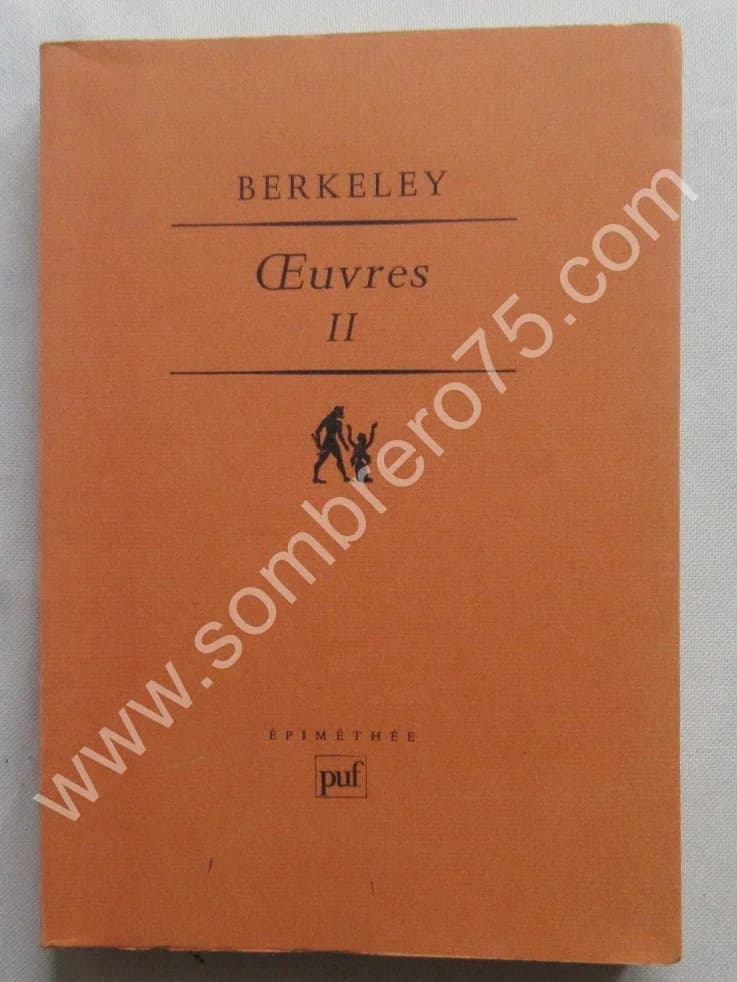 BERKELEY
Œuvres
II
ÉPIMÉTHÉE
puf
www.sombrero75.com